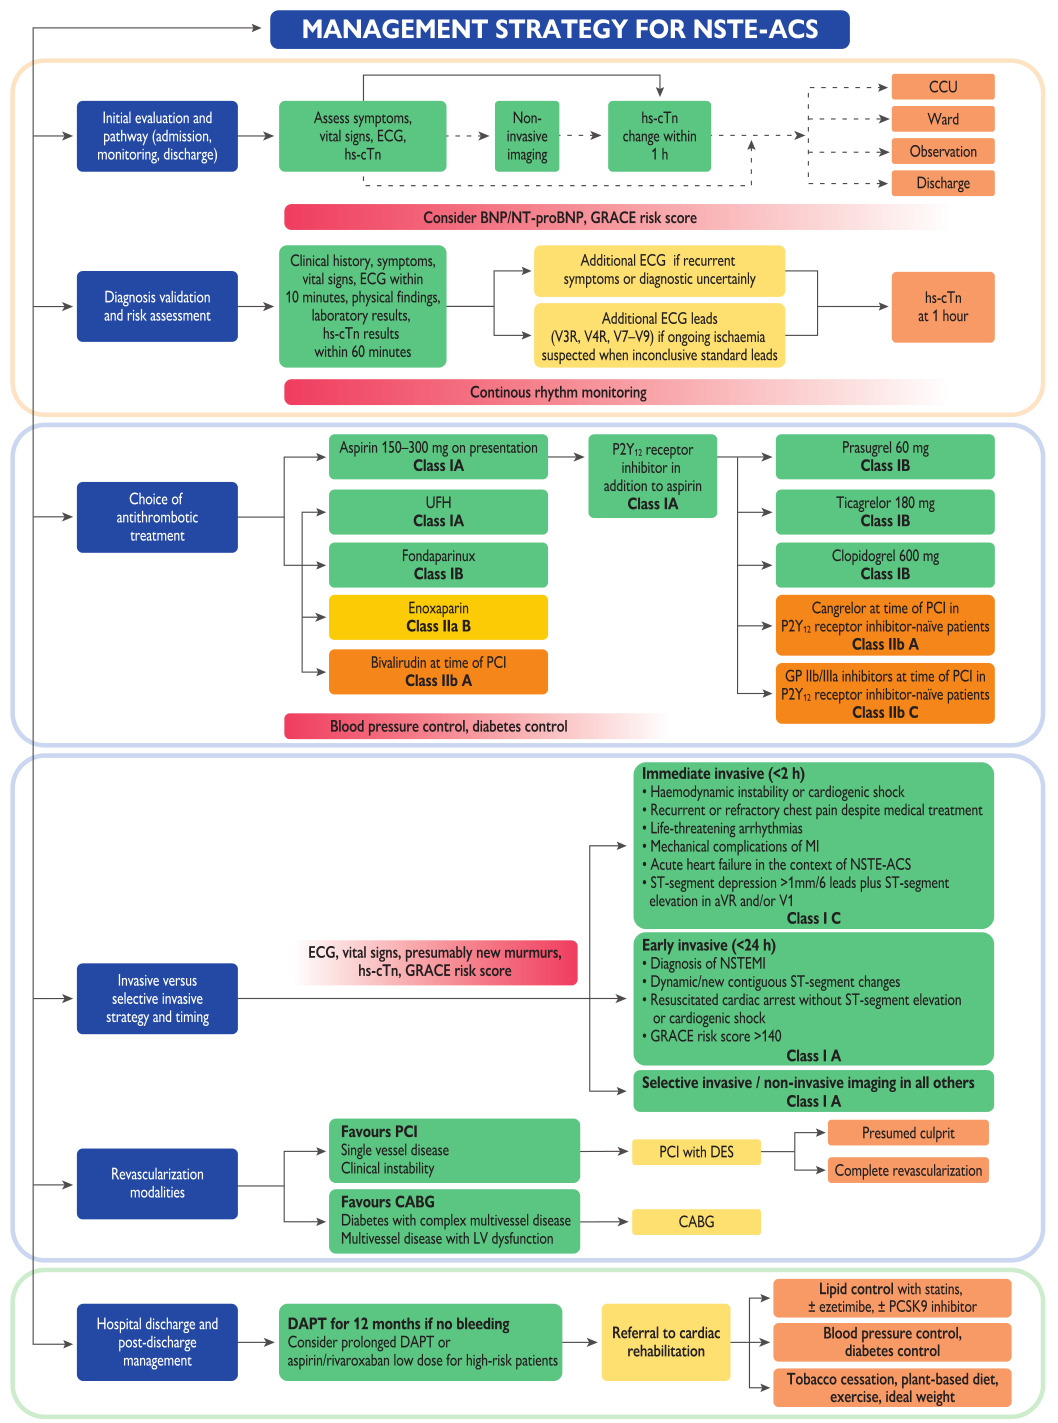 MANAGEMENT STRATEGY FOR NSTE-ACS
Initial evaluation and
pathway (admission,
monitoring, discharge)
Assess symptoms,
vital signs, ECG,
hs-cTn
Non-
invasive
imaging
hs-cTn
change within
1 h
CCU
Ward
Observation
Discharge
Consider BNP/NT-proBNP, GRACE risk score
Diagnosis validation
and risk assessment
Clinical history, symptoms,
vital signs, ECG within
10 minutes, physical findings,
laboratory results,
hs-cTn results
within 60 minutes
Additional ECG if recurrent
symptoms or diagnostic uncertainly
Additional ECG leads
(V3R, V4R, V7–V9) if ongoing ischaemia
suspected when inconclusive standard leads
hs-cTn
at 1 hour
Continous rhythm monitoring
Choice of
antithrombotic
treatment
Aspirin 150–300 mg on presentation
Class IA
UFH
Class IA
Fondaparinux
Class IB
Enoxaparin
Class IIa B
Bivalirudin at time of PCI
Class IIb A
P2Y₁₂ receptor
inhibitor in
addition to aspirin
Class IA
Prasugrel 60 mg
Class IB
Ticagrelor 180 mg
Class IB
Clopidogrel 600 mg
Class IB
Cangrelor at time of PCI in
P2Y₁₂ receptor inhibitor-naïve patients
Class IIb A
GP IIb/IIIa inhibitors at time of PCI in
P2Y₁₂ receptor inhibitor-naïve patients
Class IIb C
Blood pressure control, diabetes control
Invasive versus
selective invasive
strategy and timing
ECG, vital signs, presumably new murmurs,
hs-cTn, GRACE risk score
Immediate invasive (<2 h)
• Haemodynamic instability or cardiogenic shock
• Recurrent or refractory chest pain despite medical treatment
• Life-threatening arrhythmias
• Mechanical complications of MI
• Acute heart failure in the context of NSTE-ACS
• ST-segment depression >1mm/6 leads plus ST-segment
elevation in aVR and/or V1
Class I C
Early invasive (<24 h)
• Diagnosis of NSTEMI
• Dynamic/new contiguous ST-segment changes
• Resuscitated cardiac arrest without ST-segment elevation
or cardiogenic shock
• GRACE risk score >140
Class I A
Selective invasive / non-invasive imaging in all others
Class I A
Revascularization
modalities
Favours PCI
Single vessel disease
Clinical instability
PCI with DES
Presumed culprit
Complete revascularization
Favours CABG
Diabetes with complex multivessel disease
Multivessel disease with LV dysfunction
CABG
Hospital discharge and
post-discharge
management
DAPT for 12 months if no bleeding
Consider prolonged DAPT or
aspirin/rivaroxaban low dose for high-risk patients
Referral to cardiac
rehabilitation
Lipid control with statins,
± ezetimibe, ± PCSK9 inhibitor
Blood pressure control,
diabetes control
Tobacco cessation, plant-based diet,
exercise, ideal weight